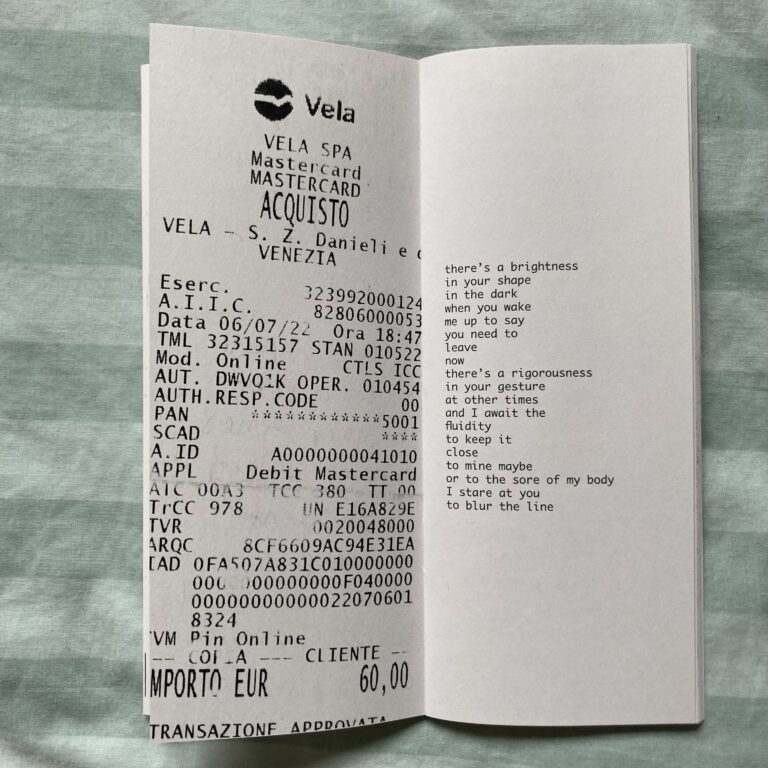 Vela
VELA SPA
Mastercard
MASTERCARD
ACQUISTO
VELA - S. Z. Danieli e
VENEZIA
Eserc. 323992000124
A.I.I.C. 82806000053
Data 06/07/22 Ora 18:47
TML 32315157 STAN 010522
Mod. Online CTLS ICC
AUT. DWVQ1K OPER. 010454
AUTH.RESP.CODE 00
PAN ************5001
SCAD ****
A.ID A0000000041010
APPL Debit Mastercard
ATC 00A3 TCC 380 TT 00
TrCC 978 UN E16A829E
TVR 0020048000
ARQC 8CF6609AC94E31EA
IAD 0FA507A831C010000000
000000000F040000
00000000000022070601
8324
TVM Pin Online
--- COPIA --- CLIENTE --
IMPORTO EUR 60,00
TRANSAZIONE APPROVATA
there's a brightness
in your shape
in the dark
when you wake
me up to say
you need to
leave
now
there's a rigorousness
in your gesture
at other times
and I await the
fluidity
to keep it
close
to mine maybe
or to the sore of my body
I stare at you
to blur the line